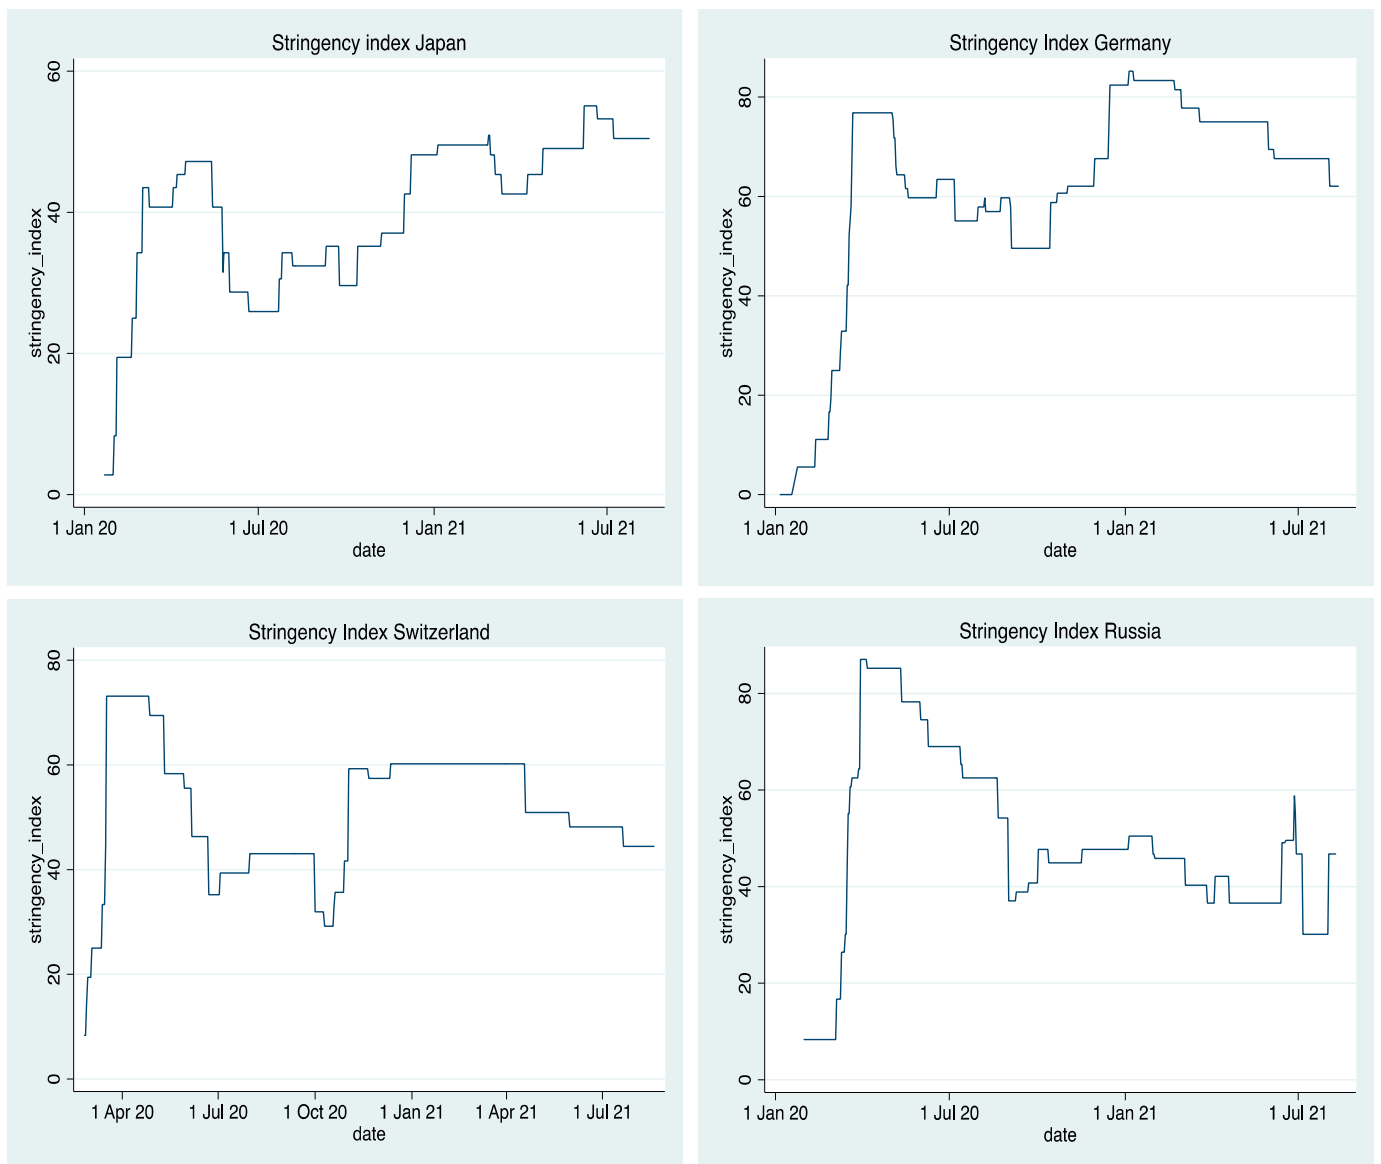 Stringency index Japan
stringency_index
60
40
20
0
1 Jan 20 1 Jul 20 1 Jan 21 1 Jul 21
date
Stringency Index Germany
stringency_index
80
60
40
20
0
1 Jan 20 1 Jul 20 1 Jan 21 1 Jul 21
date
Stringency Index Switzerland
stringency_index
80
60
40
20
0
1 Apr 20 1 Jul 20 1 Oct 20 1 Jan 21 1 Apr 21 1 Jul 21
date
Stringency Index Russia
stringency_index
80
60
40
20
0
1 Jan 20 1 Jul 20 1 Jan 21 1 Jul 21
date